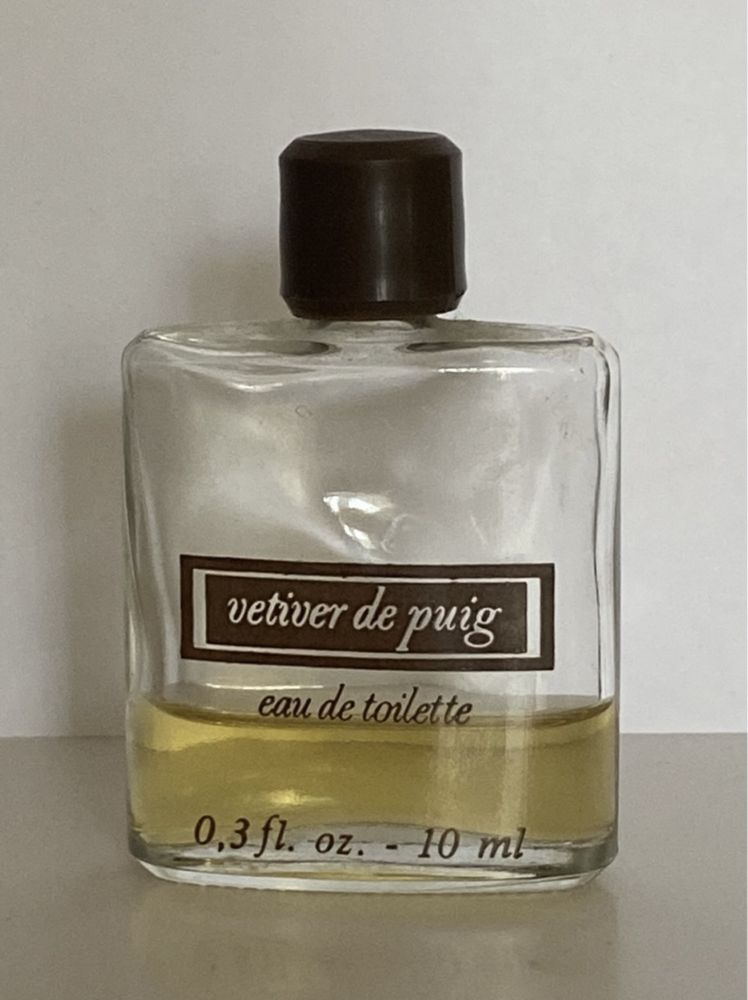 vetiver de puig
eau de toilette
0,3 fl. oz. - 10 ml